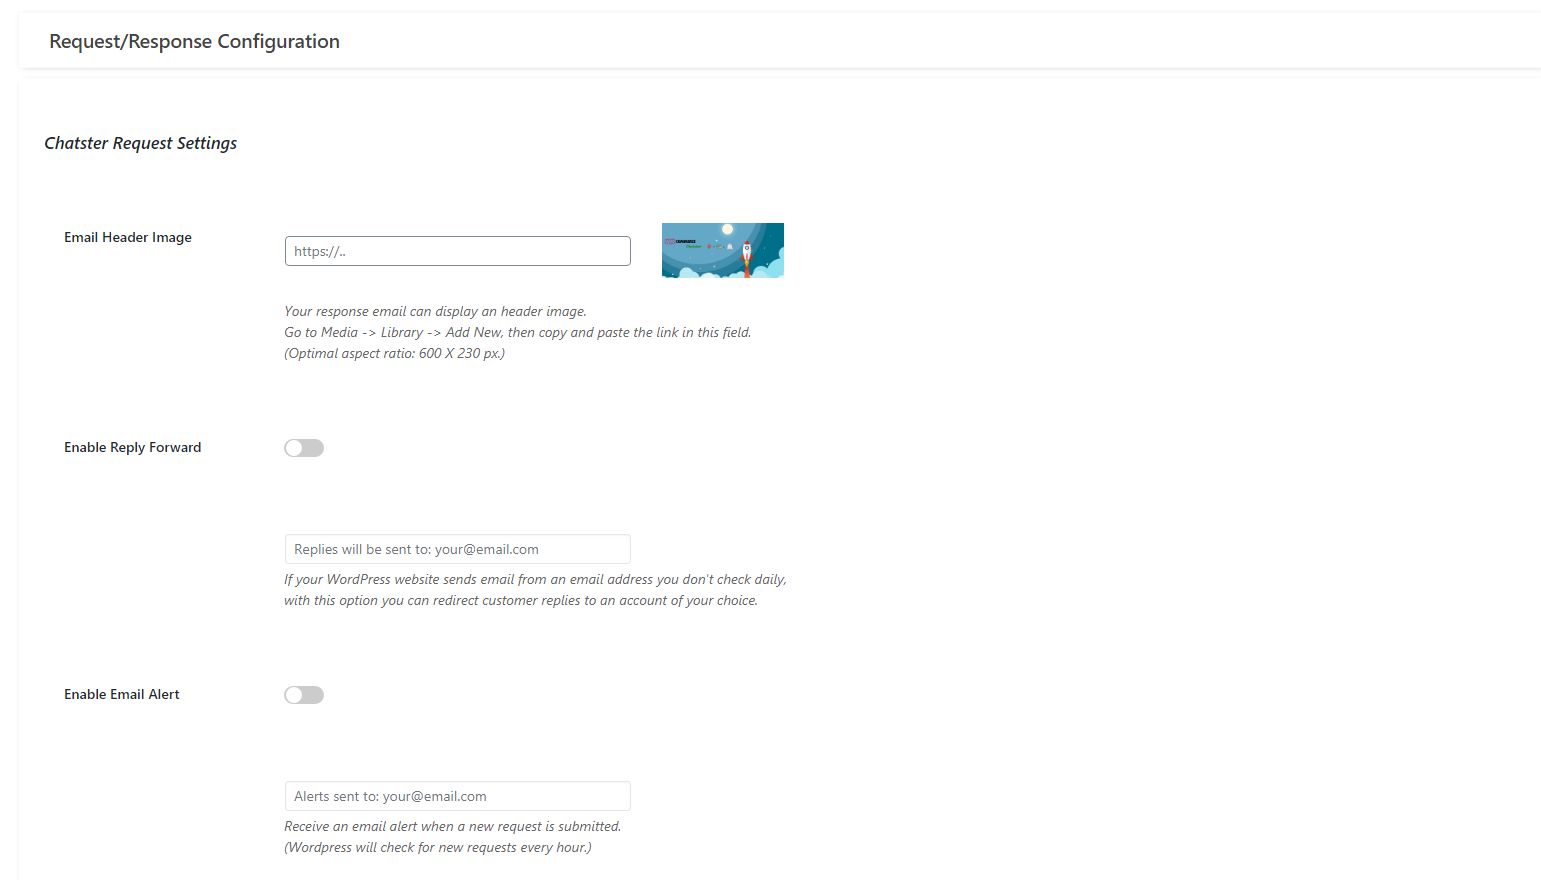 Request/Response Configuration
Chatster Request Settings
Email Header Image
https://..
Your response email can display an header image.
Go to Media -> Library -> Add New, then copy and paste the link in this field.
(Optimal aspect ratio: 600 X 230 px.)
Enable Reply Forward
Replies will be sent to: your@email.com
If your WordPress website sends email from an email address you don't check daily,
with this option you can redirect customer replies to an account of your choice.
Enable Email Alert
Alerts sent to: your@email.com
Receive an email alert when a new request is submitted.
(Wordpress will check for new requests every hour.)